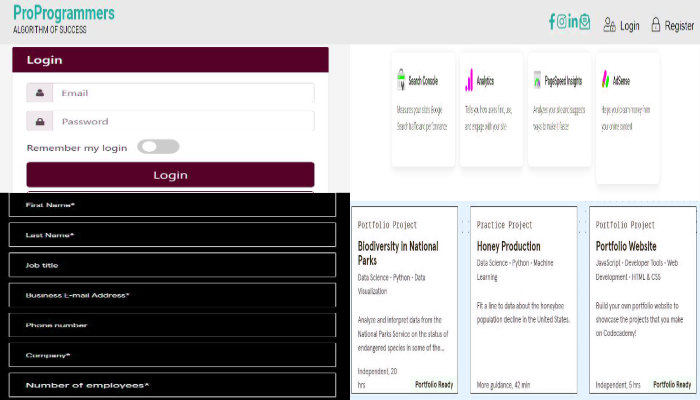 ProProgrammers
ALGORITHM OF SUCCESS
Login
Register
Login
Email
Password
Remember my login
Login
First Name*
Last Name*
Job title
Business E-mail Address*
Phone number
Company*
Number of employees*
Search Console
Measures your site's Google
Search traffic and performance
Analytics
Tells you how users find, use,
and engage with your site
PageSpeed Insights
Analyzes your site and suggests
ways to make it faster
AdSense
Helps you to earn money from
your online content
Portfolio Project
Biodiversity in National
Parks
Data Science • Python • Data
Visualization
Analyze and interpret data from the
National Parks Service on the status of
endangered species in some of the...
Independent, 20
hrs
Portfolio Ready
Practice Project
Honey Production
Data Science • Python • Machine
Learning
Fit a line to data about the honeybee
population decline in the United States.
More guidance, 42 min
Portfolio Project
Portfolio Website
JavaScript • Developer Tools • Web
Development • HTML & CSS
Build your own portfolio website to
showcase the projects that you make
on Codecademy!
Independent, 5 hrs
Portfolio Ready